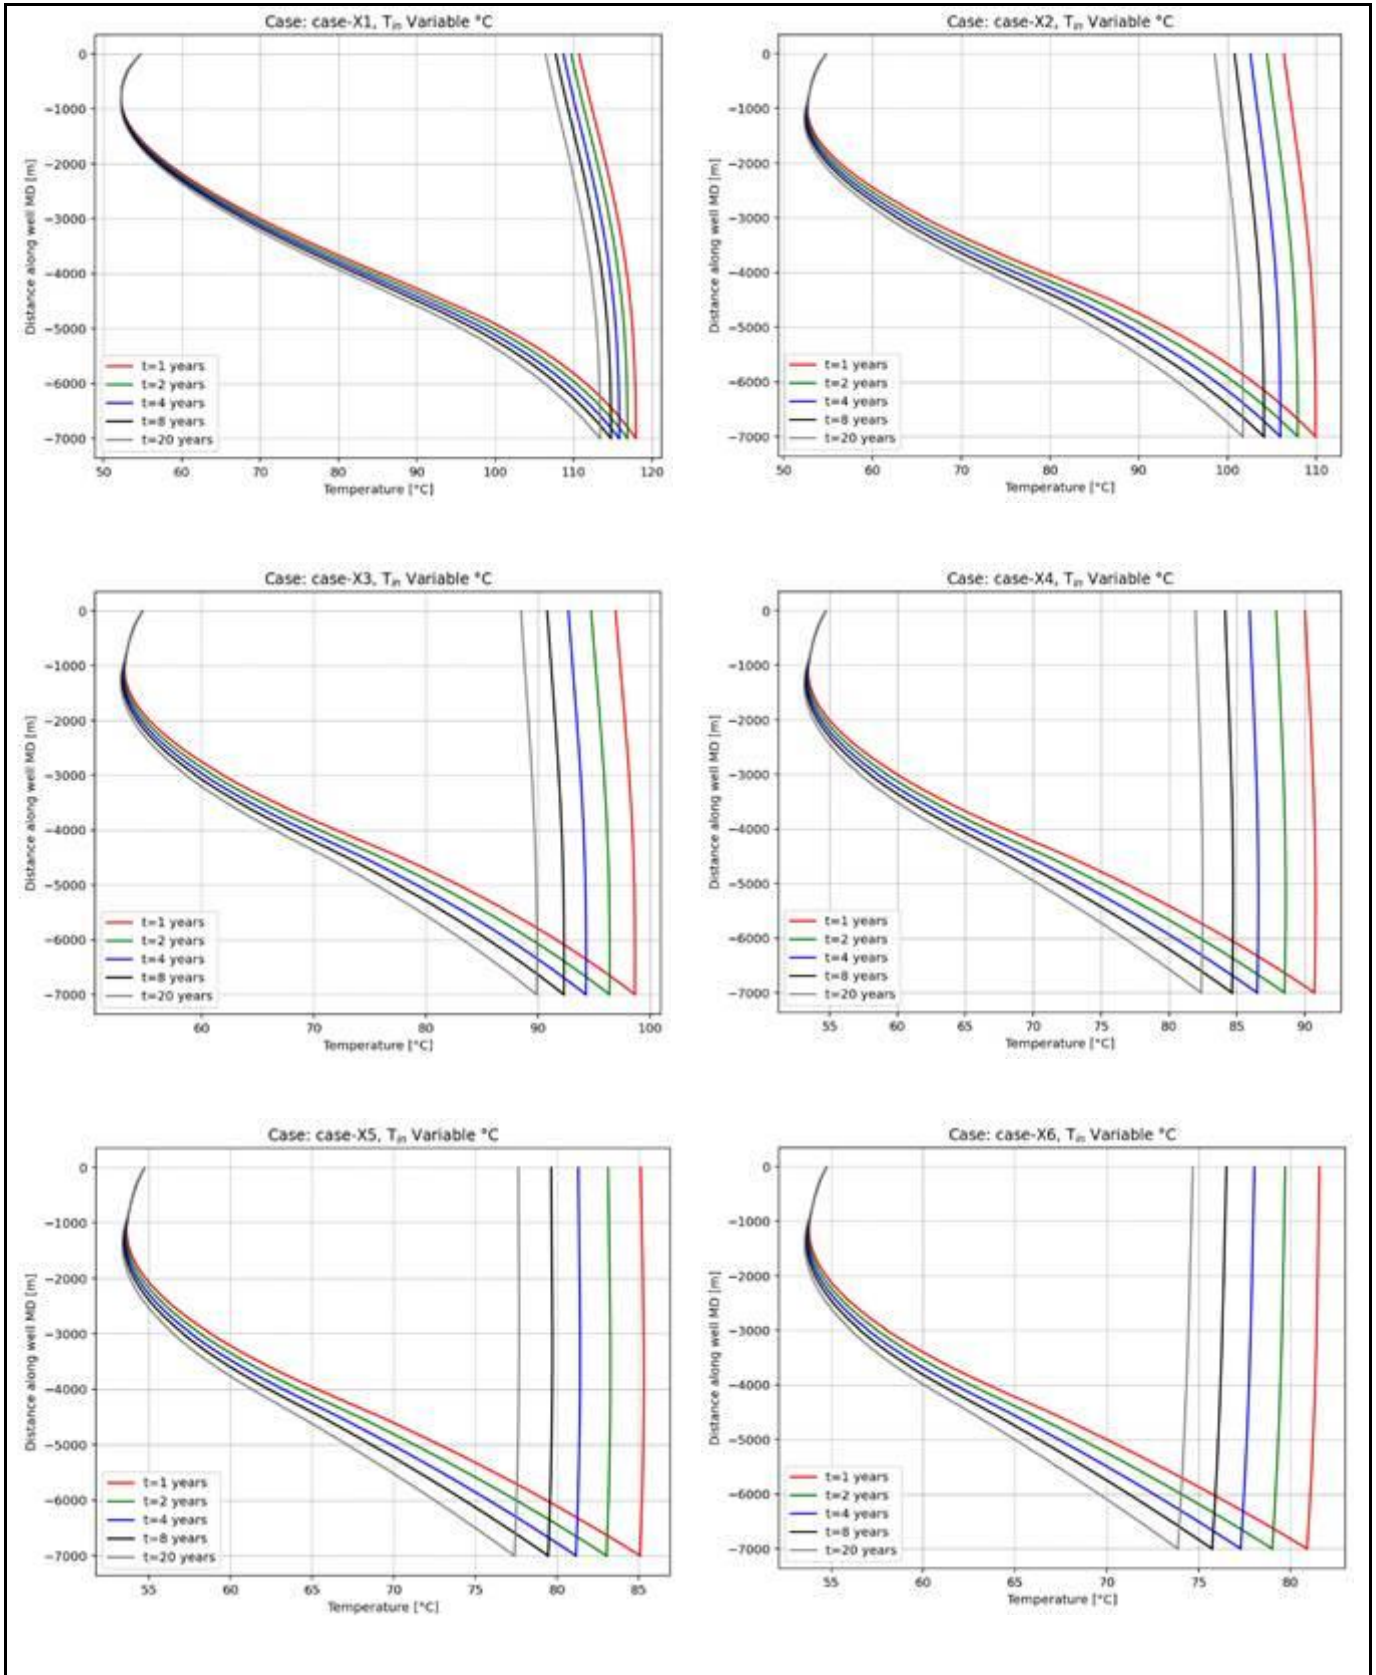 Case: case-X1, Tin Variable °C
Distance along well MD [m]
0
−1000
−2000
−3000
−4000
−5000
−6000
−7000
t=1 years
t=2 years
t=4 years
t=8 years
t=20 years
50 60 70 80 90 100 110 120
Temperature [°C]
Case: case-X2, Tin Variable °C
Distance along well MD [m]
0
−1000
−2000
−3000
−4000
−5000
−6000
−7000
t=1 years
t=2 years
t=4 years
t=8 years
t=20 years
50 60 70 80 90 100 110
Temperature [°C]
Case: case-X3, Tin Variable °C
Distance along well MD [m]
0
−1000
−2000
−3000
−4000
−5000
−6000
−7000
t=1 years
t=2 years
t=4 years
t=8 years
t=20 years
60 70 80 90 100
Temperature [°C]
Case: case-X4, Tin Variable °C
Distance along well MD [m]
0
−1000
−2000
−3000
−4000
−5000
−6000
−7000
t=1 years
t=2 years
t=4 years
t=8 years
t=20 years
55 60 65 70 75 80 85 90
Temperature [°C]
Case: case-X5, Tin Variable °C
Distance along well MD [m]
0
−1000
−2000
−3000
−4000
−5000
−6000
−7000
t=1 years
t=2 years
t=4 years
t=8 years
t=20 years
55 60 65 70 75 80 85
Temperature [°C]
Case: case-X6, Tin Variable °C
Distance along well MD [m]
0
−1000
−2000
−3000
−4000
−5000
−6000
−7000
t=1 years
t=2 years
t=4 years
t=8 years
t=20 years
55 60 65 70 75 80
Temperature [°C]